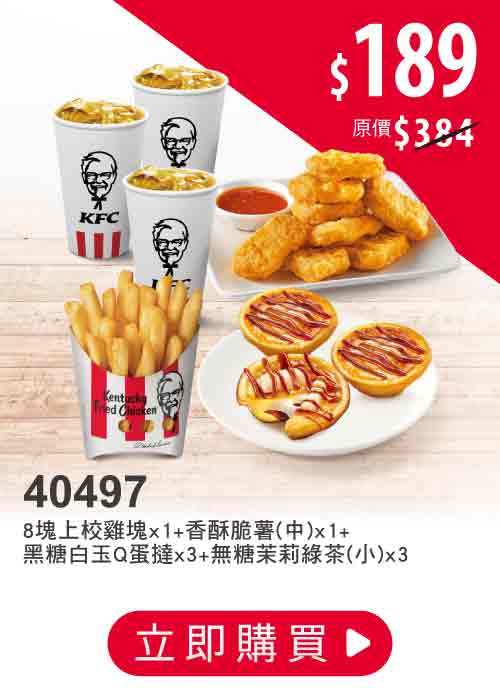 $189
原價$384
KFC
KFC
Kentucky
Fried Chicken
40497
8塊上校雞塊x1+香酥脆薯(中)x1+
黑糖白玉Q蛋撻x3+無糖茉莉綠茶(小)x3
立即購買